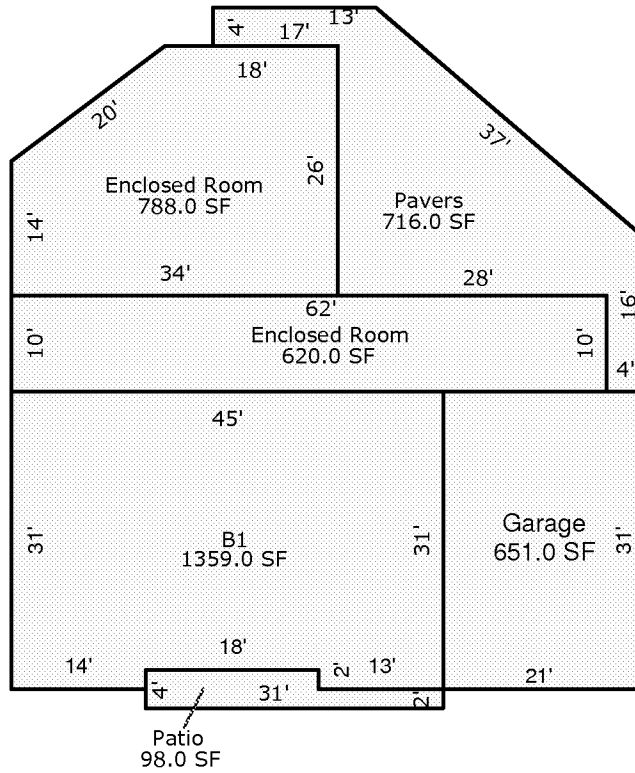 13'
4'
17'
18'
20'
37'
26'
Enclosed Room
788.0 SF
Pavers
716.0 SF
14'
34'
28'
62'
16'
10'
Enclosed Room
620.0 SF
10'
4'
45'
31'
B1
1359.0 SF
31'
Garage
651.0 SF
31'
18'
14'
2'
13'
21'
4'
31'
2'
Patio
98.0 SF